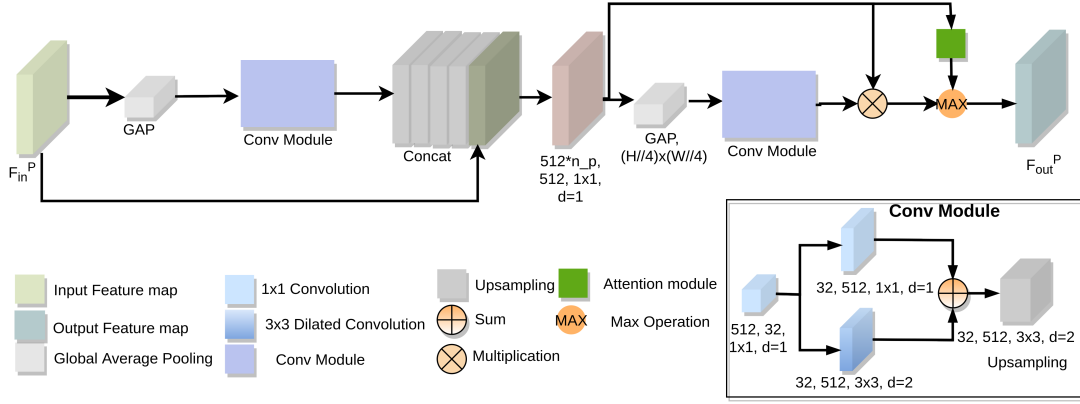 F_in^P
GAP
Conv Module
Concat
512*n_p,
512, 1x1,
d=1
GAP,
(H//4)x(W//4)
Conv Module
MAX
F_out^P
Input Feature map
Output Feature map
Global Average Pooling
1x1 Convolution
3x3 Dilated Convolution
Conv Module
Upsampling
Sum
Multiplication
Attention module
MAX
Max Operation
Conv Module
512, 32,
1x1, d=1
32, 512, 1x1, d=1
32, 512, 3x3, d=2
32, 512, 3x3, d=2
Upsampling